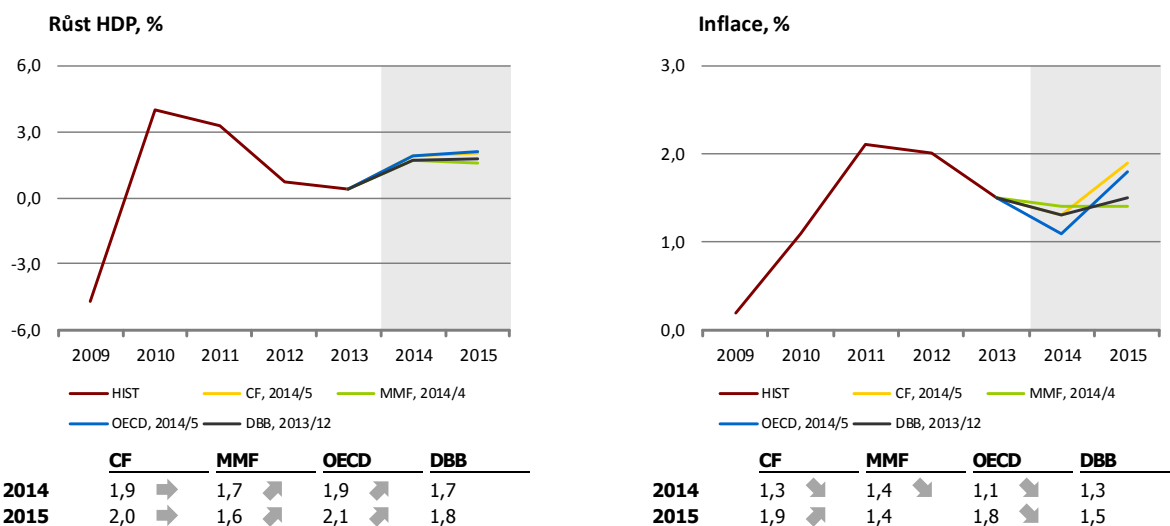 Růst HDP, %
6,0
3,0
0,0
-3,0
-6,0
2009 2010 2011 2012 2013 2014 2015
HIST CF, 2014/5 MMF, 2014/4
OECD, 2014/5 DBB, 2013/12
CF MMF OECD DBB
2014 1,9 1,7 1,9 1,7
2015 2,0 1,6 2,1 1,8
Inflace, %
3,0
2,0
1,0
0,0
2009 2010 2011 2012 2013 2014 2015
HIST CF, 2014/5 MMF, 2014/4
OECD, 2014/5 DBB, 2013/12
CF MMF OECD DBB
2014 1,3 1,4 1,1 1,3
2015 1,9 1,4 1,8 1,5